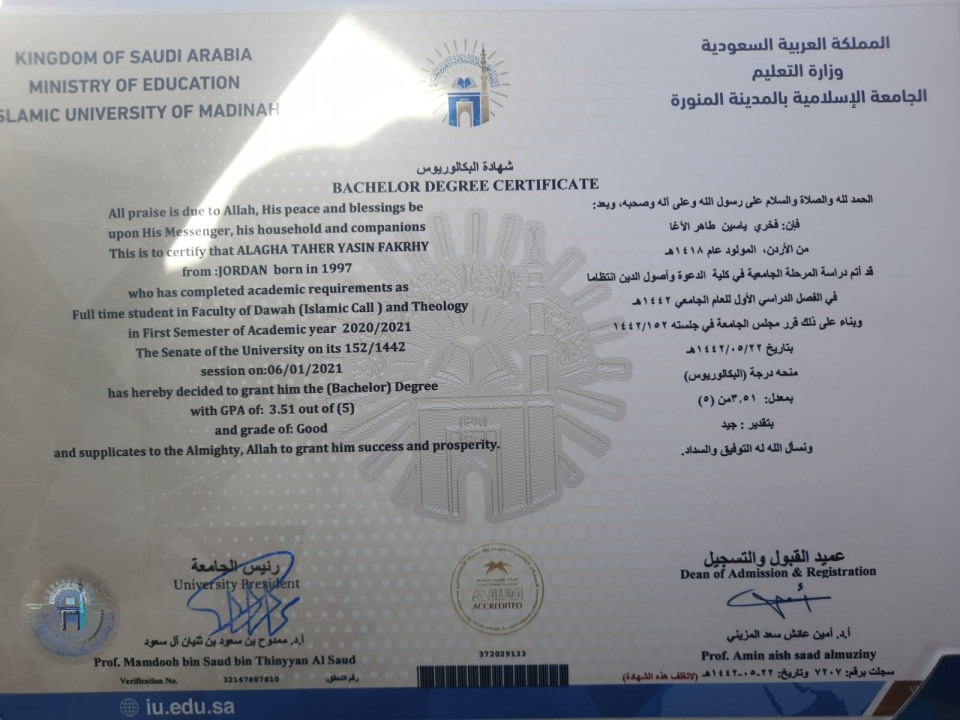 KINGDOM OF SAUDI ARABIA
MINISTRY OF EDUCATION
ISLAMIC UNIVERSITY OF MADINAH
المملكة العربية السعودية
وزارة التعليم
الجامعة الإسلامية بالمدينة المنورة
شهادة البكالوريوس
BACHELOR DEGREE CERTIFICATE
All praise is due to Allah, His peace and blessings be
upon His Messenger, his household and companions
This is to certify that ALAGHA TAHER YASIN FAKRHY
from :JORDAN born in 1997
who has completed academic requirements as
Full time student in Faculty of Dawah (Islamic Call ) and Theology
in First Semester of Academic year 2020/2021
The Senate of the University on its 152/1442
session on:06/01/2021
has hereby decided to grant him the (Bachelor) Degree
with GPA of: 3.51 out of (5)
and grade of: Good
and supplicates to the Almighty, Allah to grant him success and prosperity.
الحمد لله والصلاة والسلام على رسول الله وعلى آله وصحبه، وبعد:
فإن: فخري ياسين طاهر الآغا
من الأردن، المولود عام ١٤١٨هـ
قد أتم دراسة المرحلة الجامعية في كلية الدعوة وأصول الدين انتظاما
في الفصل الدراسي الأول للعام الجامعي ١٤٤٢هـ
وبناء على ذلك قرر مجلس الجامعة في جلسته ١٤٤٢/١٥٢
بتاريخ ١٤٤٢/٠٥/٢٢هـ
منحه درجة (البكالوريوس)
بمعدل: ٣,٥١من (٥)
بتقدير : جيد
ونسأل الله له التوفيق والسداد.
رئيس الجامعة
University President
أ.د. ممدوح بن سعود بن ثنيان آل سعود
Prof. Mamdooh bin Saud bin Thinyyan Al Saud
Verification No. 32147887810 رقم التحقق:
ACCREDITED
372029133
عميد القبول والتسجيل
Dean of Admission & Registration
أ.د. أمين عائش سعد المزيني
Prof. Amin aish saad almuziny
سجلت برقم: ٧٢٠٧ وتاريخ: ٢٢-٠٥-١٤٤٢هـ (لاتغلف هذه الشهادة)
iu.edu.sa